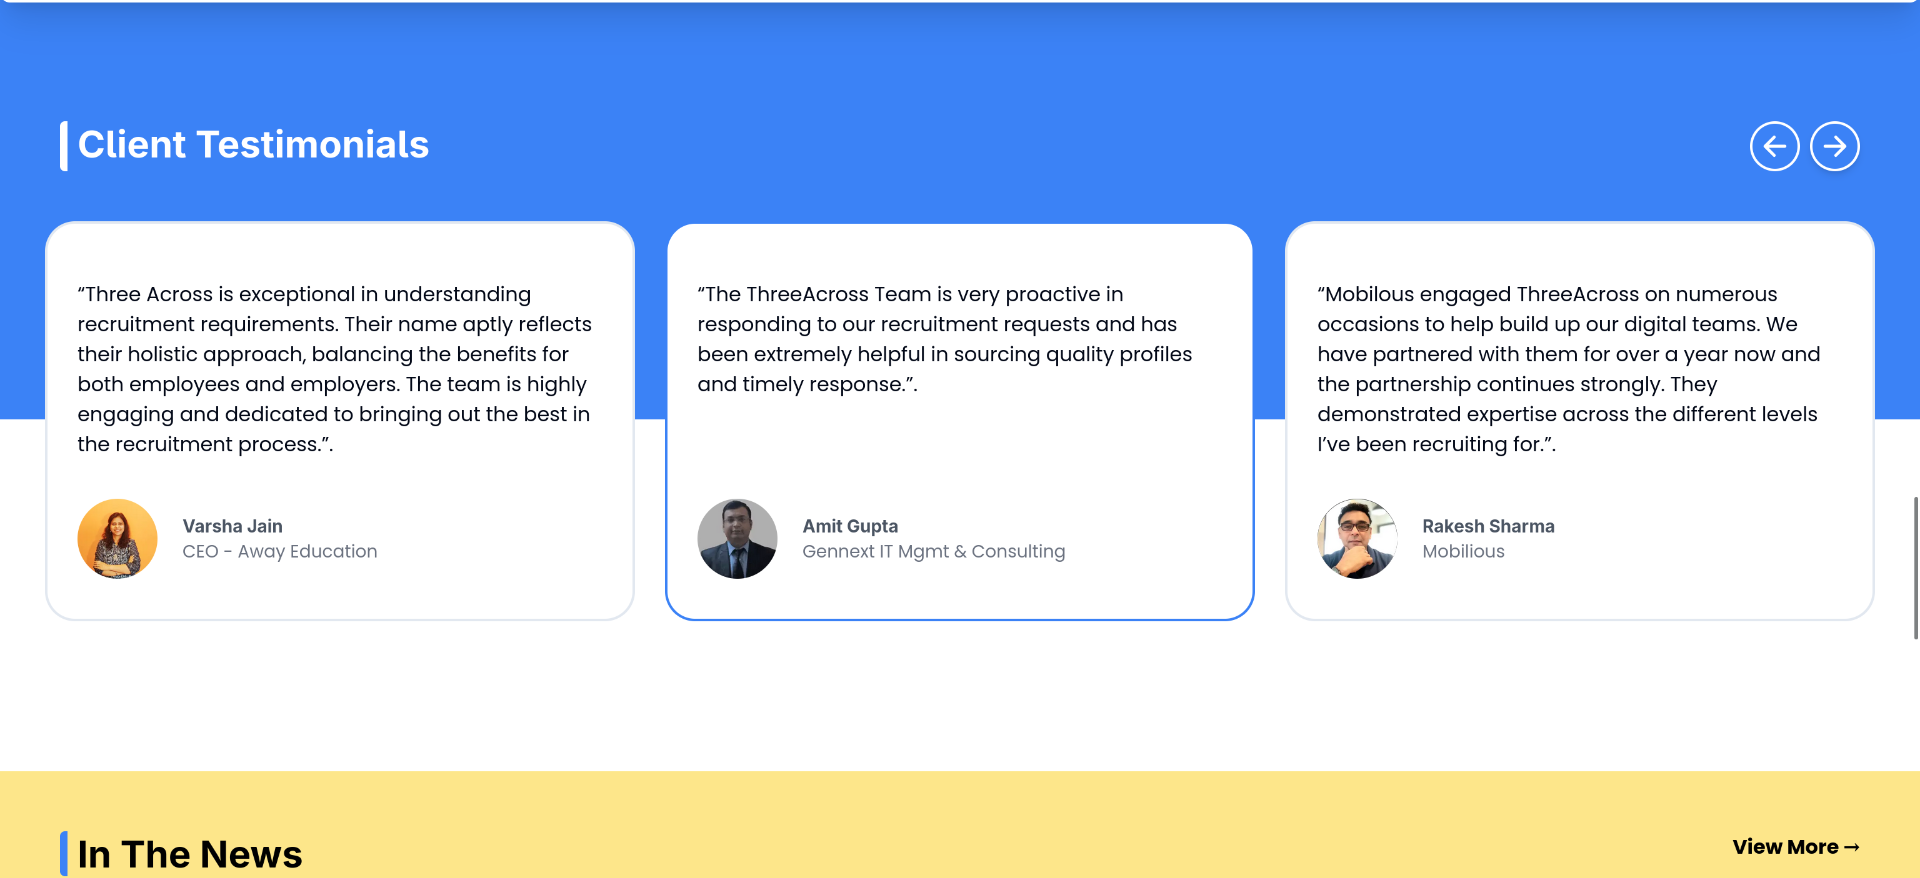 Client Testimonials
“Three Across is exceptional in understanding
recruitment requirements. Their name aptly reflects
their holistic approach, balancing the benefits for
both employees and employers. The team is highly
engaging and dedicated to bringing out the best in
the recruitment process.”.
Varsha Jain
CEO - Away Education
“The ThreeAcross Team is very proactive in
responding to our recruitment requests and has
been extremely helpful in sourcing quality profiles
and timely response.”.
Amit Gupta
Gennext IT Mgmt & Consulting
“Mobilous engaged ThreeAcross on numerous
occasions to help build up our digital teams. We
have partnered with them for over a year now and
the partnership continues strongly. They
demonstrated expertise across the different levels
I’ve been recruiting for.”.
Rakesh Sharma
Mobilious
In The News
View More →